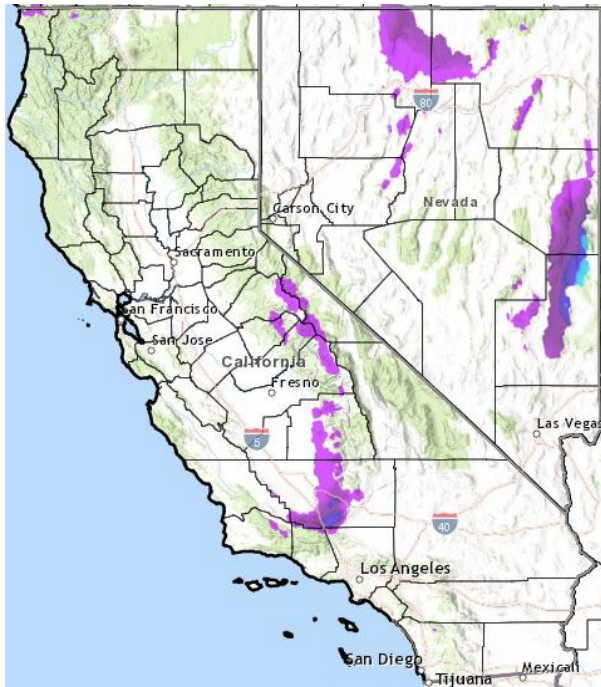 80
Nevada
Carson City
Sacramento
San Francisco
San Jose
California
Fresno
5
Las Vegas
40
Los Angeles
San Diego
Tijuana
Mexicali